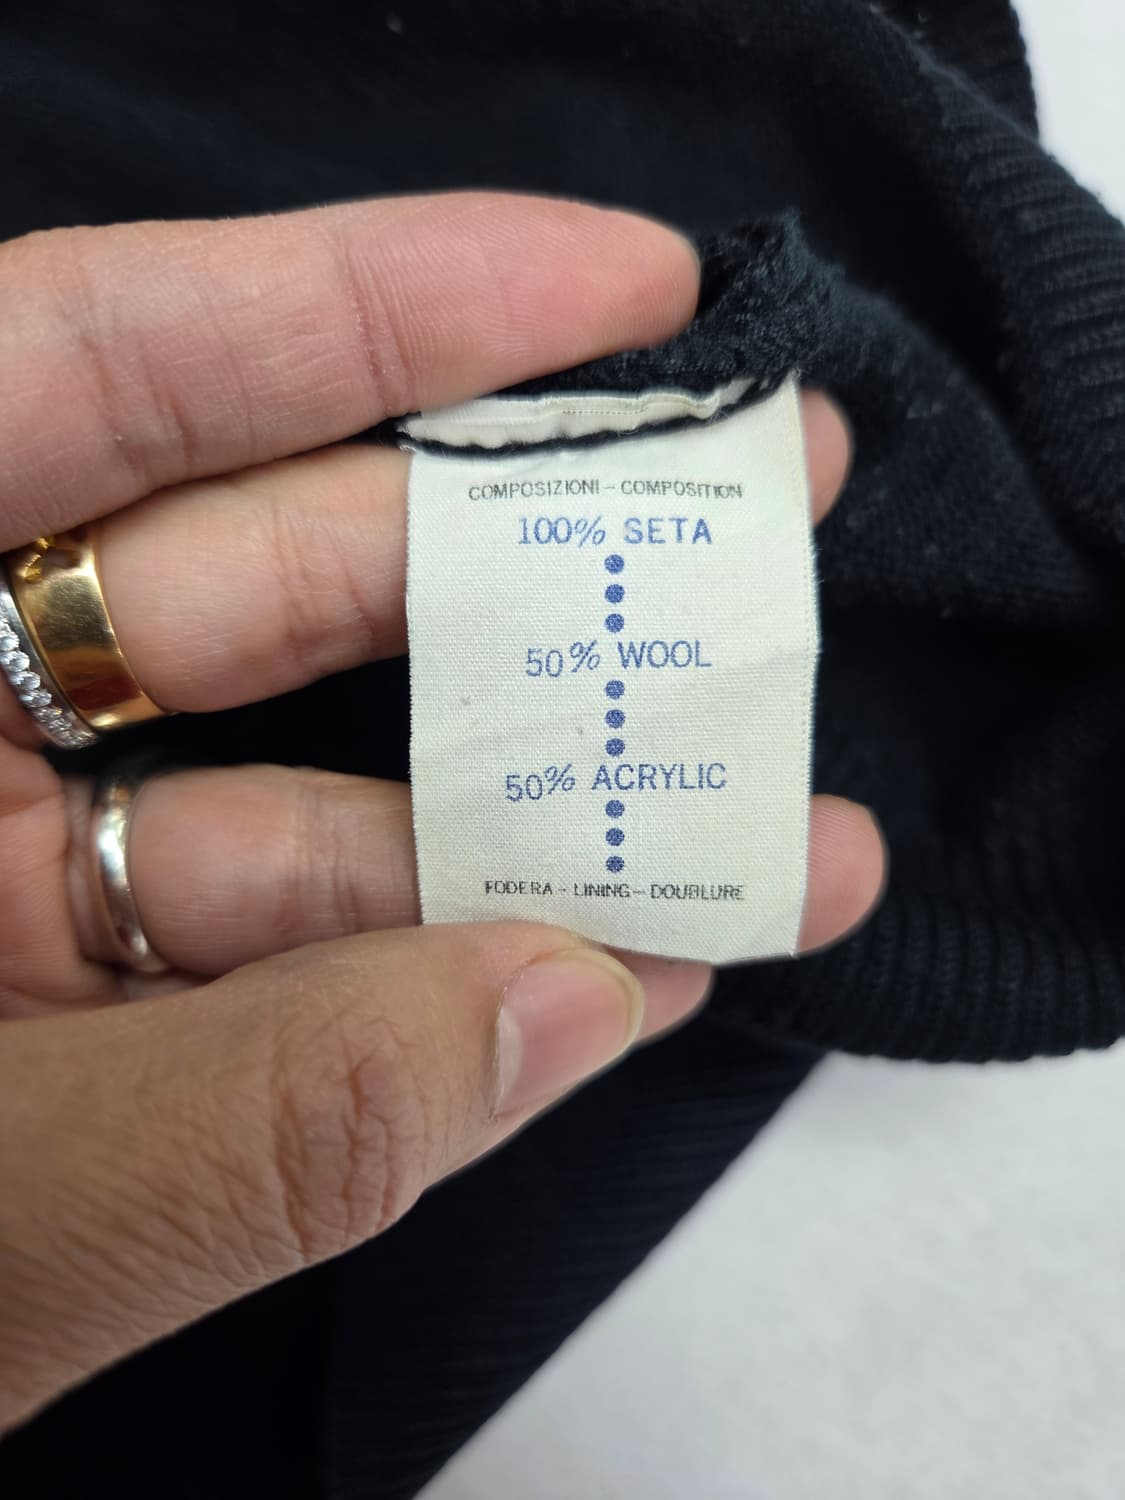 COMPOSIZIONI - COMPOSITION
100% SETA
50% WOOL
50% ACRYLIC
FODERA - LINING - DOUBLURE